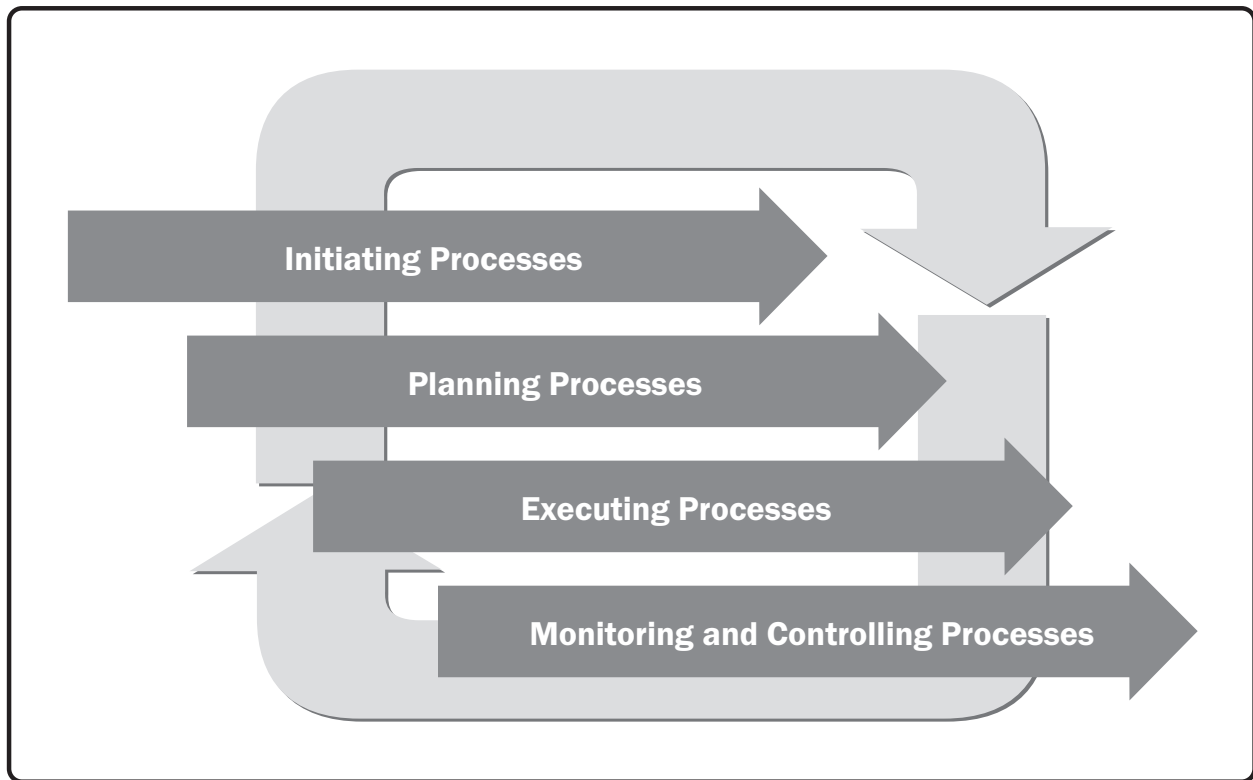 Initiating Processes
Planning Processes
Executing Processes
Monitoring and Controlling Processes